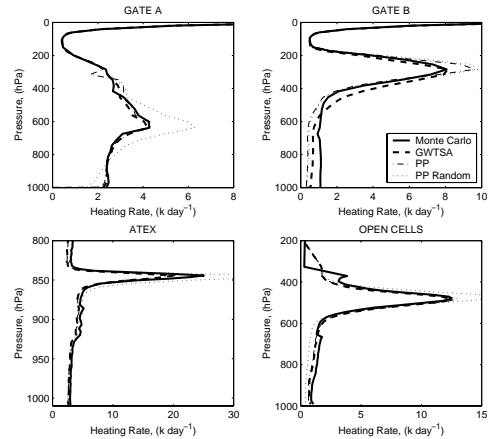 GATE A
0
200
400
600
800
1000
Pressure, (hPa)
0 2 4 6 8
Heating Rate, (k day⁻¹)
GATE B
0
200
400
600
800
1000
Pressure, (hPa)
0 2 4 6 8 10
Heating Rate, (k day⁻¹)
Monte Carlo
GWTSA
PP
PP Random
ATEX
800
850
900
950
1000
Pressure, (hPa)
0 10 20 30
Heating Rate, (k day⁻¹)
OPEN CELLS
200
400
600
800
1000
Pressure, (hPa)
0 5 10 15
Heating Rate, (k day⁻¹)